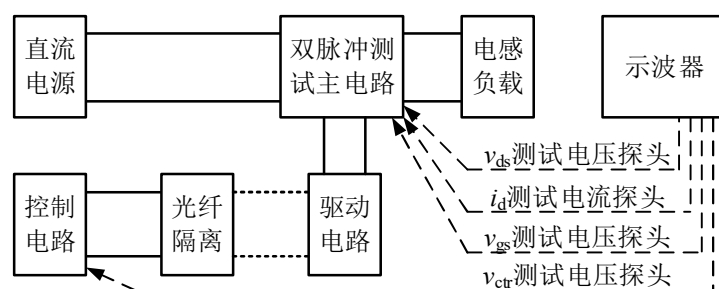 直流
电源
双脉冲测
试主电路
电感
负载
示波器
控制
电路
光纤
隔离
驱动
电路
vds测试电压探头
id测试电流探头
vgs测试电压探头
vctr测试电压探头